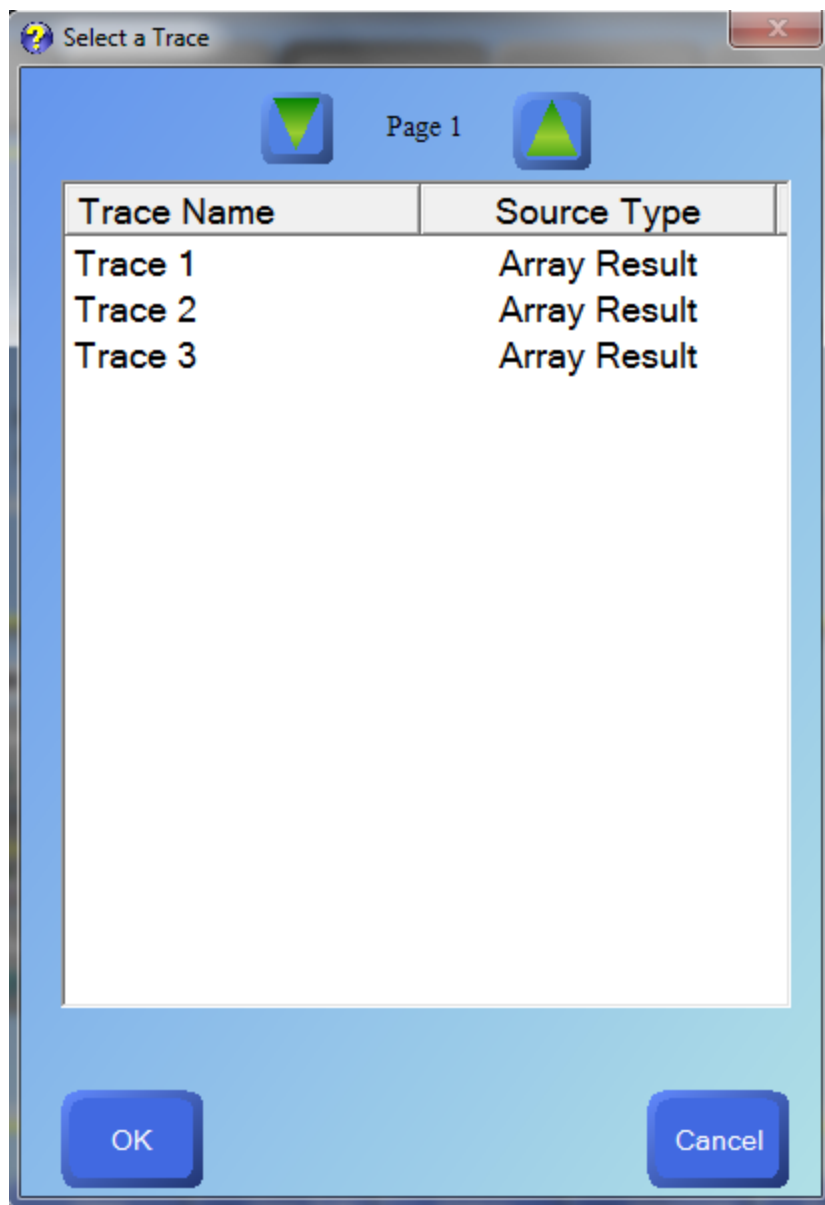 Select a Trace
Page 1
Trace Name Source Type
Trace 1 Array Result
Trace 2 Array Result
Trace 3 Array Result
OK Cancel